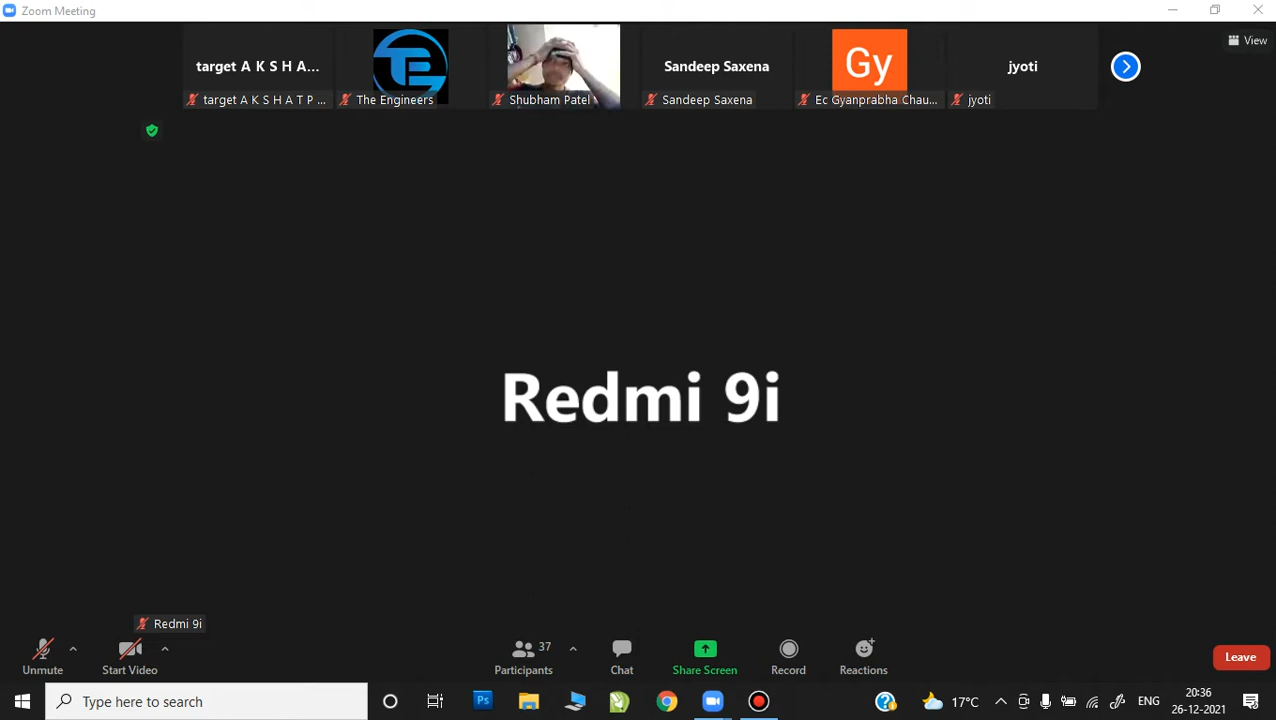 Zoom Meeting
View
target A K S H A...
Sandeep Saxena
Gy
jyoti
target A K S H A T P ...
The Engineers
Shubham Patel
Sandeep Saxena
Ec Gyanprabha Chau...
jyoti
Redmi 9i
Redmi 9i
37
Unmute
Start Video
Participants
Chat
Share Screen
Record
Reactions
Leave
Type here to search
Ps
17°C
ENG
20:36
26-12-2021